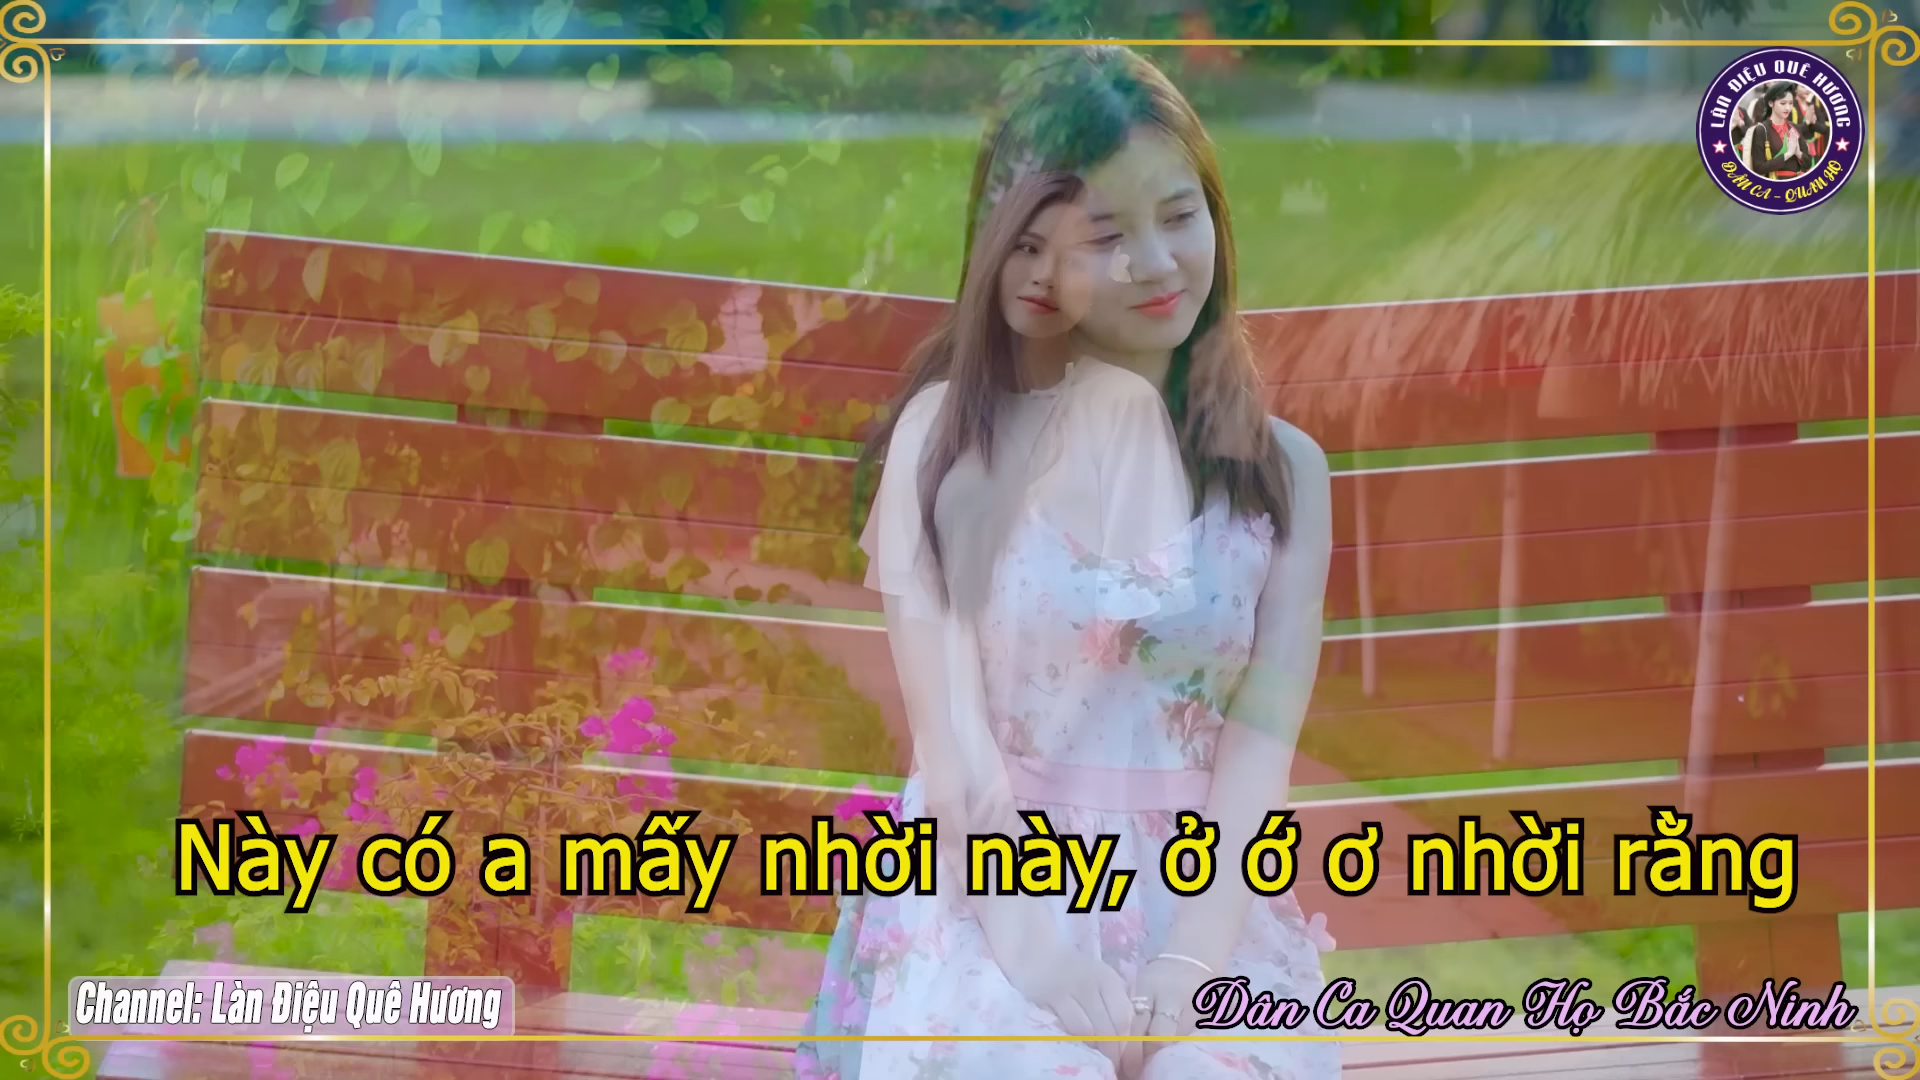 LÀN ĐIỆU QUÊ HƯƠNG
DÂN CA - QUAN HỌ
Này có a mấy nhời này, ở ớ ơ nhời rằng
Channel: Làn Điệu Quê Hương
Dân Ca Quan Họ Bắc Ninh